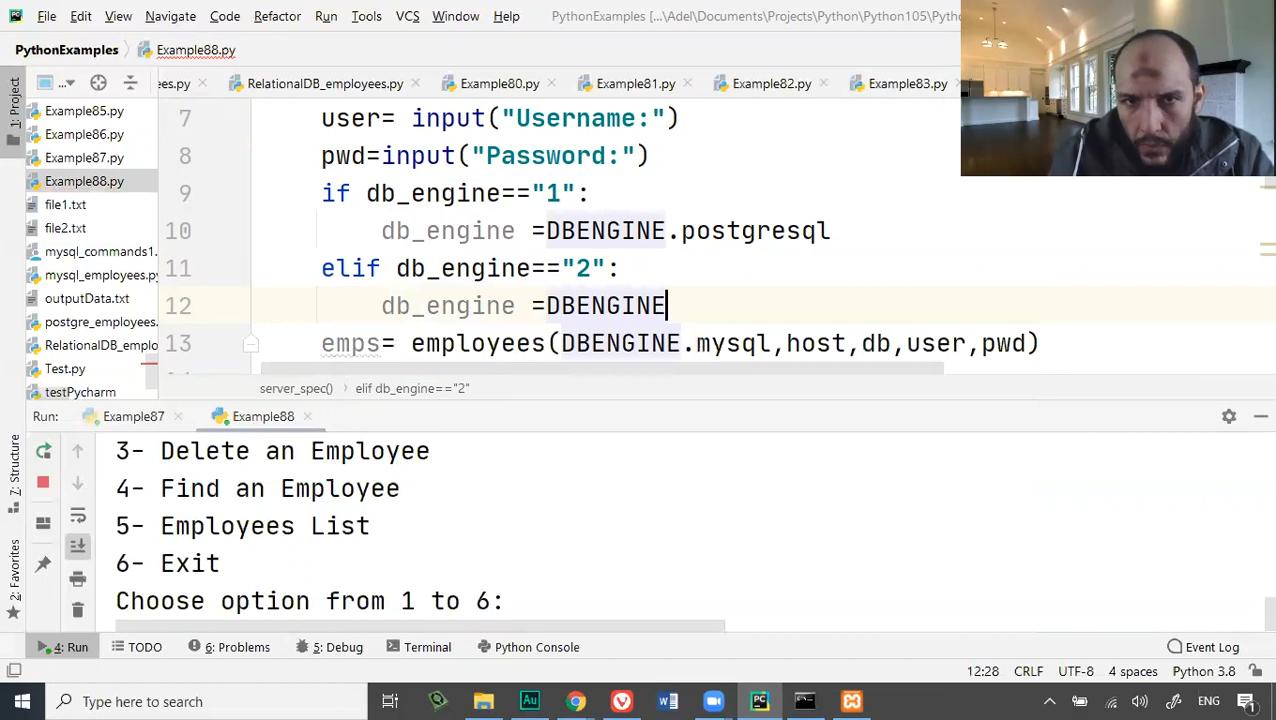 File Edit View Navigate Code Refactor Run Tools VCS Window Help PythonExamples [...\Adel\Documents\Projects\Python\Python105\Pytho
PythonExamples Example88.py
1: Project
ees.py RelationalDB_employees.py Example80.py Example81.py Example82.py Example83.py
Example85.py
Example86.py
Example87.py
Example88.py
file1.txt
file2.txt
mysql_commands1.
mysql_employees.py
outputData.txt
postgre_employees.
RelationalDB_emplo
Test.py
testPycharm
7 user= input("Username:")
8 pwd=input("Password:")
9 if db_engine=="1":
10 db_engine =DBENGINE.postgresql
11 elif db_engine=="2":
12 db_engine =DBENGINE
13 emps= employees(DBENGINE.mysql,host,db,user,pwd)
server_spec() elif db_engine=="2"
Run: Example87 Example88
7: Structure
2: Favorites
3- Delete an Employee
4- Find an Employee
5- Employees List
6- Exit
Choose option from 1 to 6:
4: Run TODO 6: Problems 5: Debug Terminal Python Console Event Log
12:28 CRLF UTF-8 4 spaces Python 3.8
Type here to search ENG